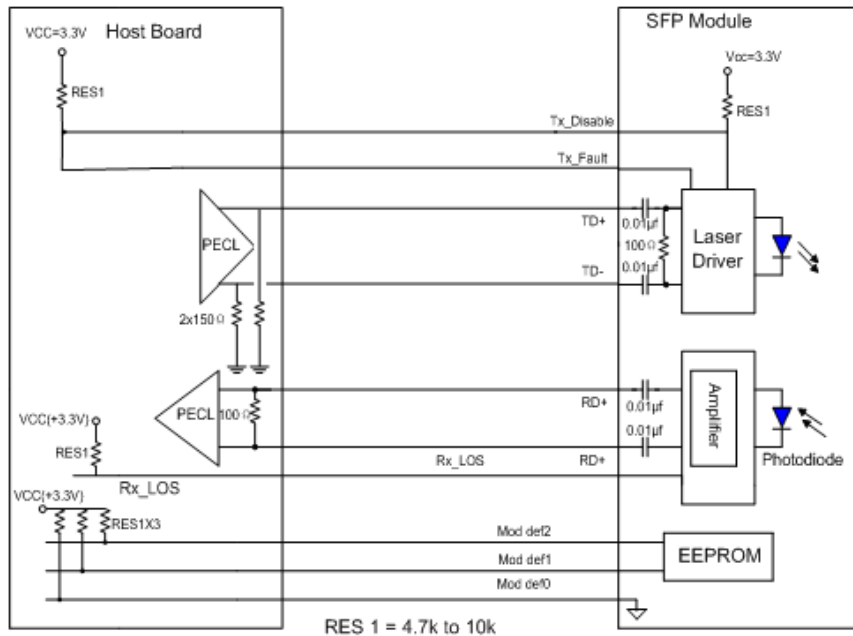 Host Board
SFP Module
VCC=3.3V
Vcc=3.3V
RES1
RES1
Tx_Disable
Tx_Fault
PECL
TD+
0.01μf
100Ω
0.01μf
TD-
Laser
Driver
2x150Ω
PECL
100Ω
RD+
0.01μf
0.01μf
RD+
Amplifier
Photodiode
VCC(+3.3V)
RES1
Rx_LOS
Rx_LOS
VCC(+3.3V)
RES1X3
Mod def2
Mod def1
Mod def0
EEPROM
RES 1 = 4.7k to 10k